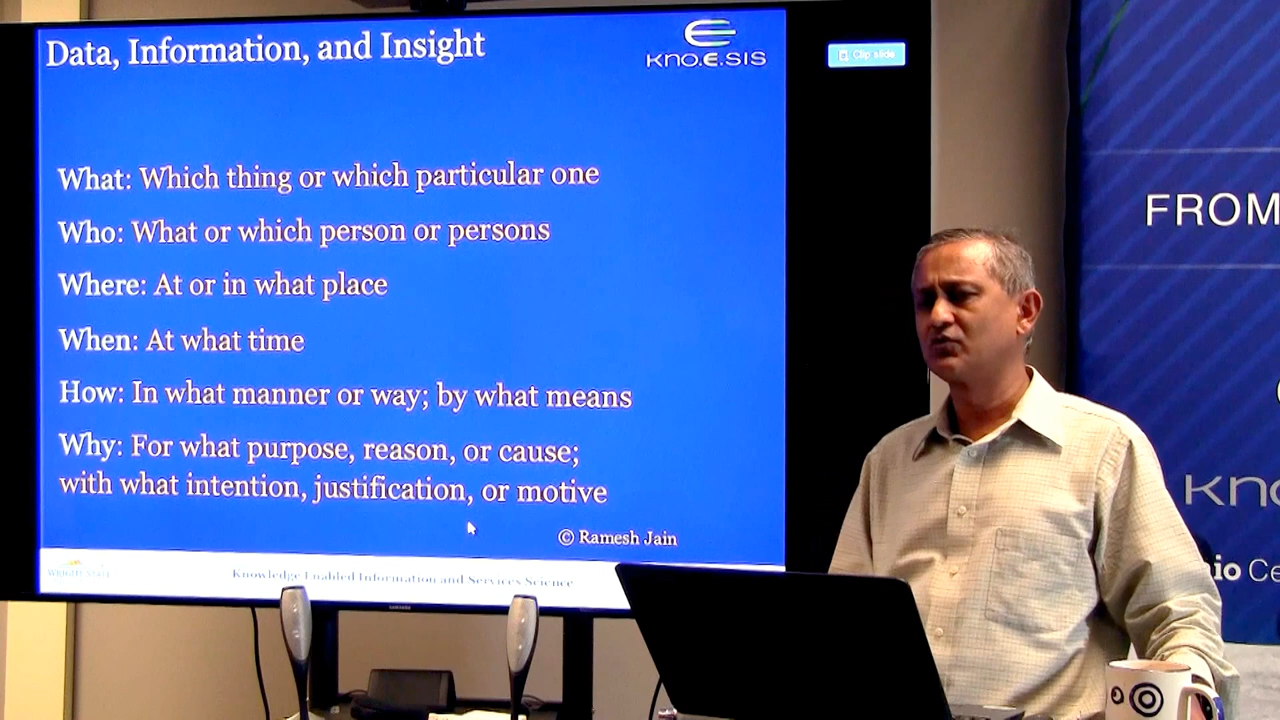 Data, Information, and Insight
kno.e.sis
Clip slide
What: Which thing or which particular one
Who: What or which person or persons
Where: At or in what place
When: At what time
How: In what manner or way; by what means
Why: For what purpose, reason, or cause;
with what intention, justification, or motive
© Ramesh Jain
WRIGHT STATE
Knowledge Enabled Information and Services Science
SAMSUNG
FROM
kno
io Ce